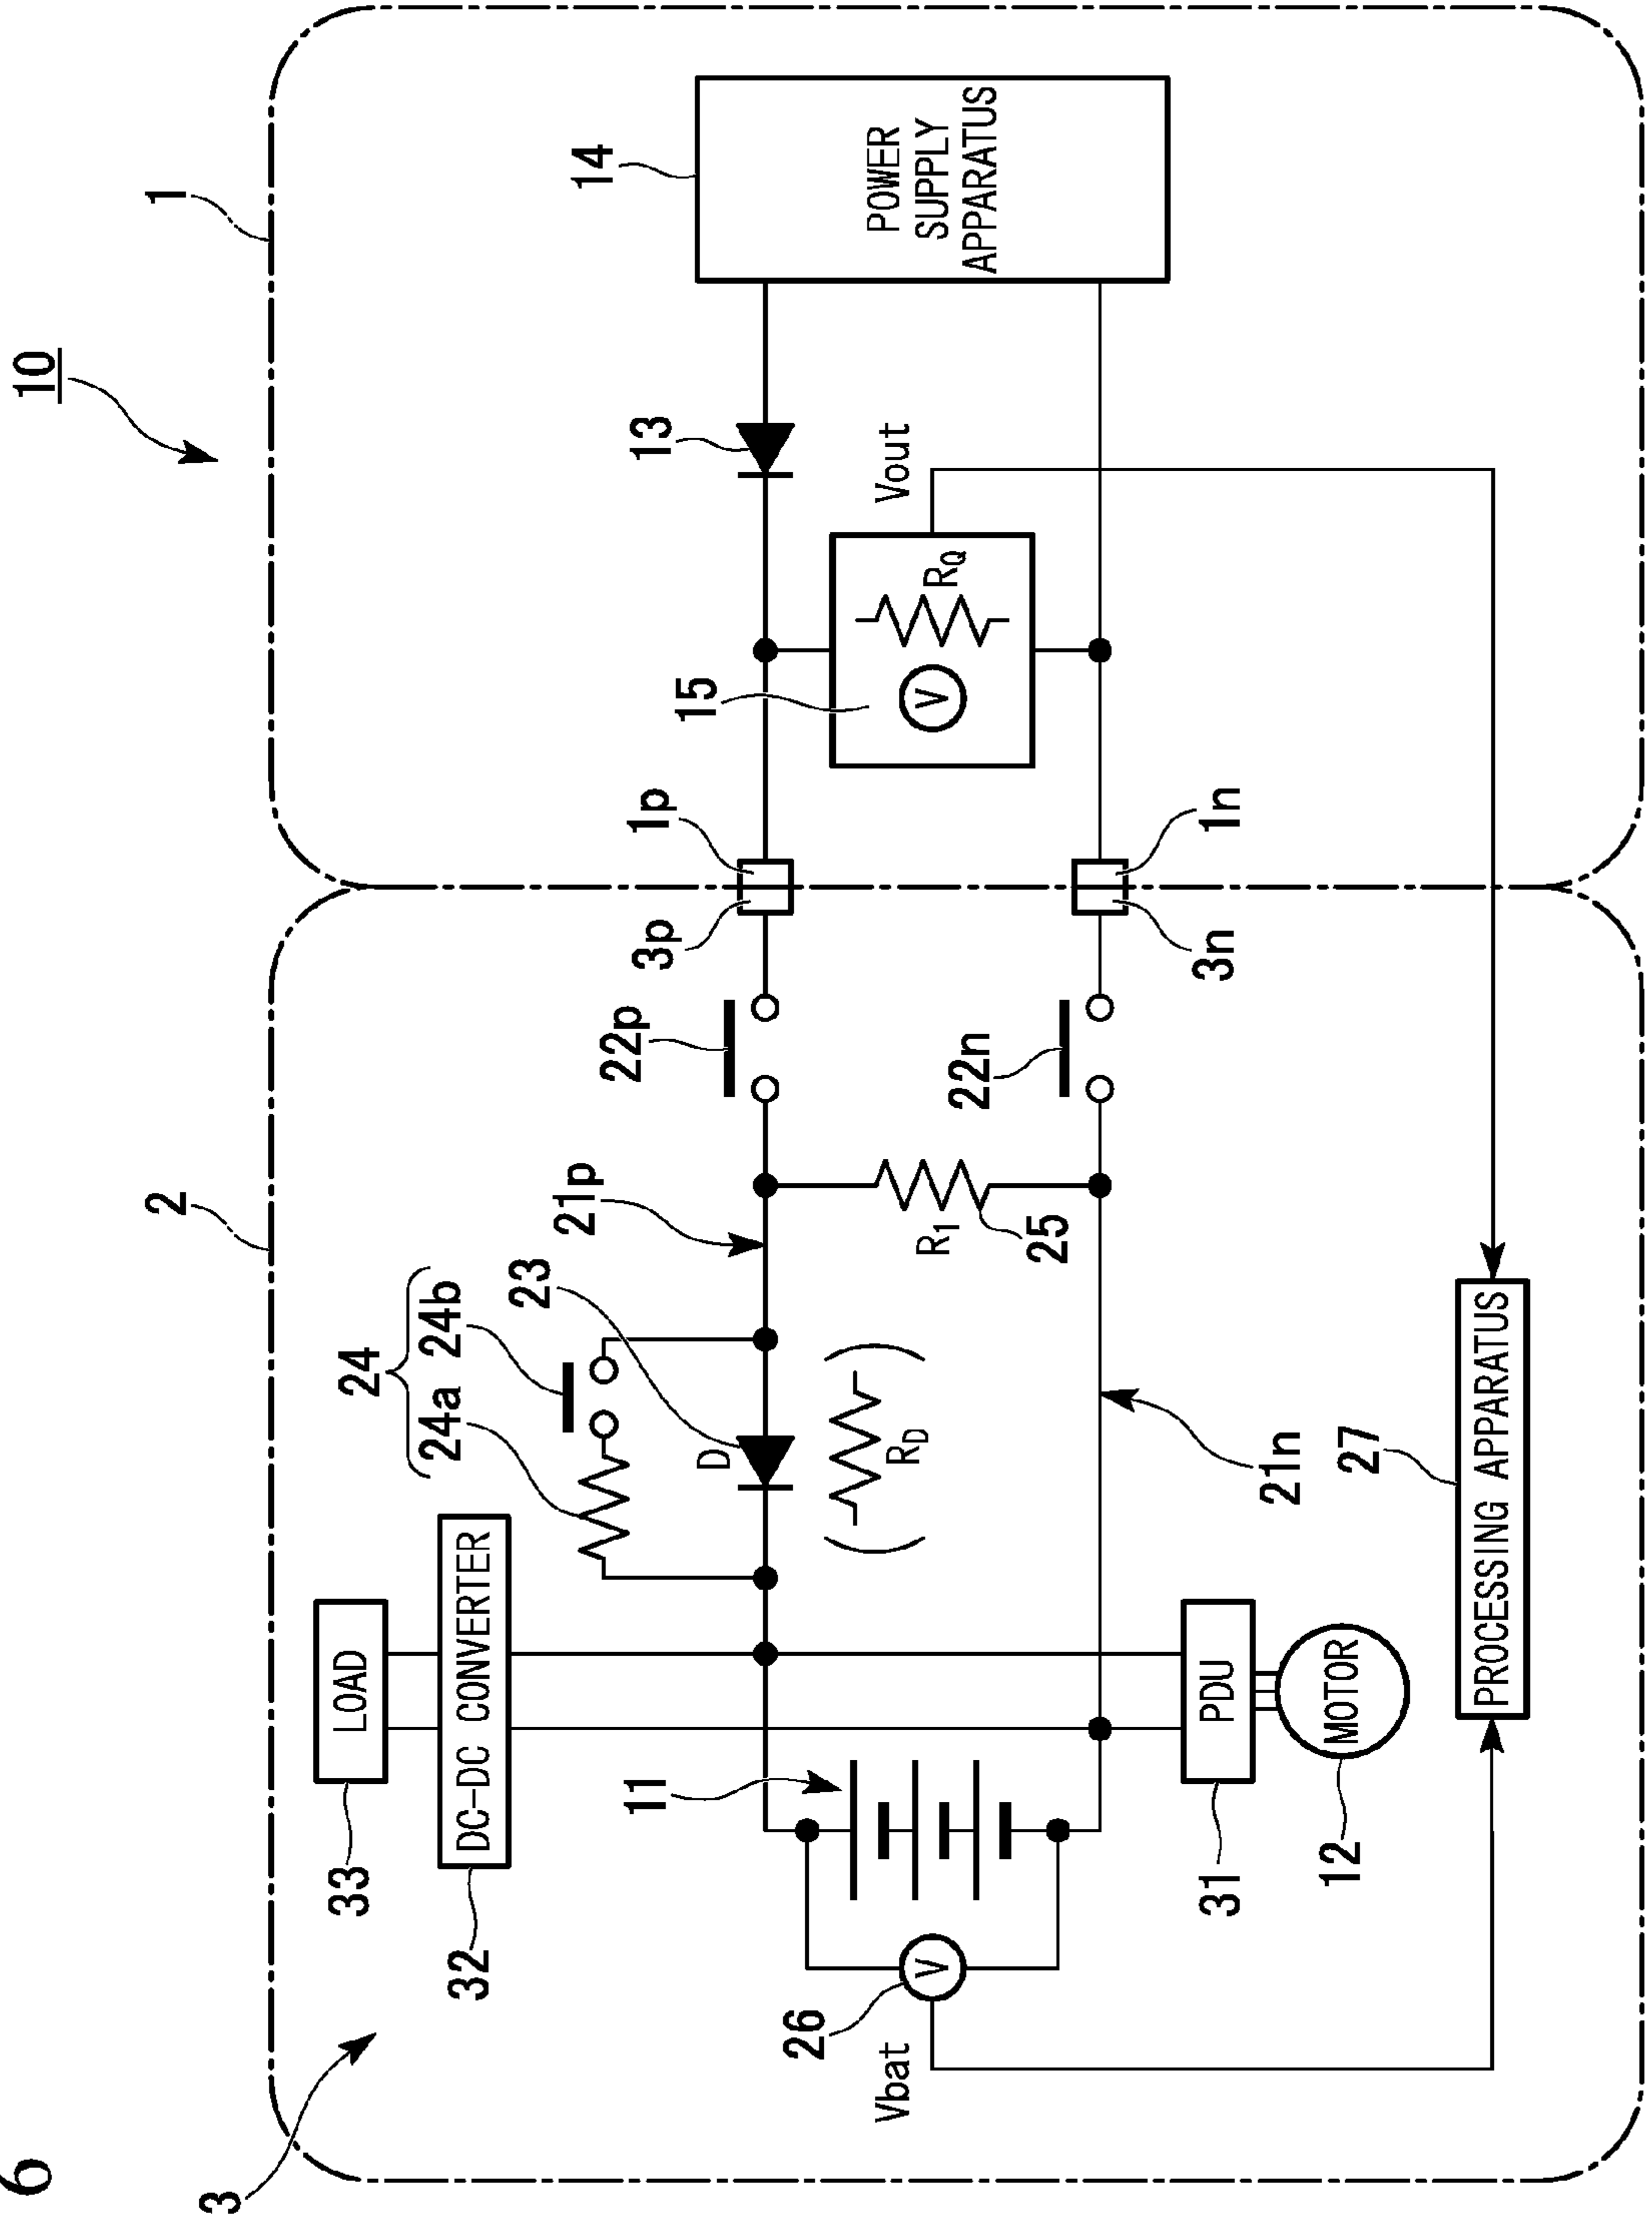 6
10
3
2
1
33
LOAD
32
DC-DC CONVERTER
24
24a
24b
23
21p
22p
3p
1p
13
14
POWER
SUPPLY
APPARATUS
11
D
RD
R1
25
22n
3n
1n
15
V
RQ
Vout
26
V
Vbat
31
PDU
12
MOTOR
21n
27
PROCESSING APPARATUS